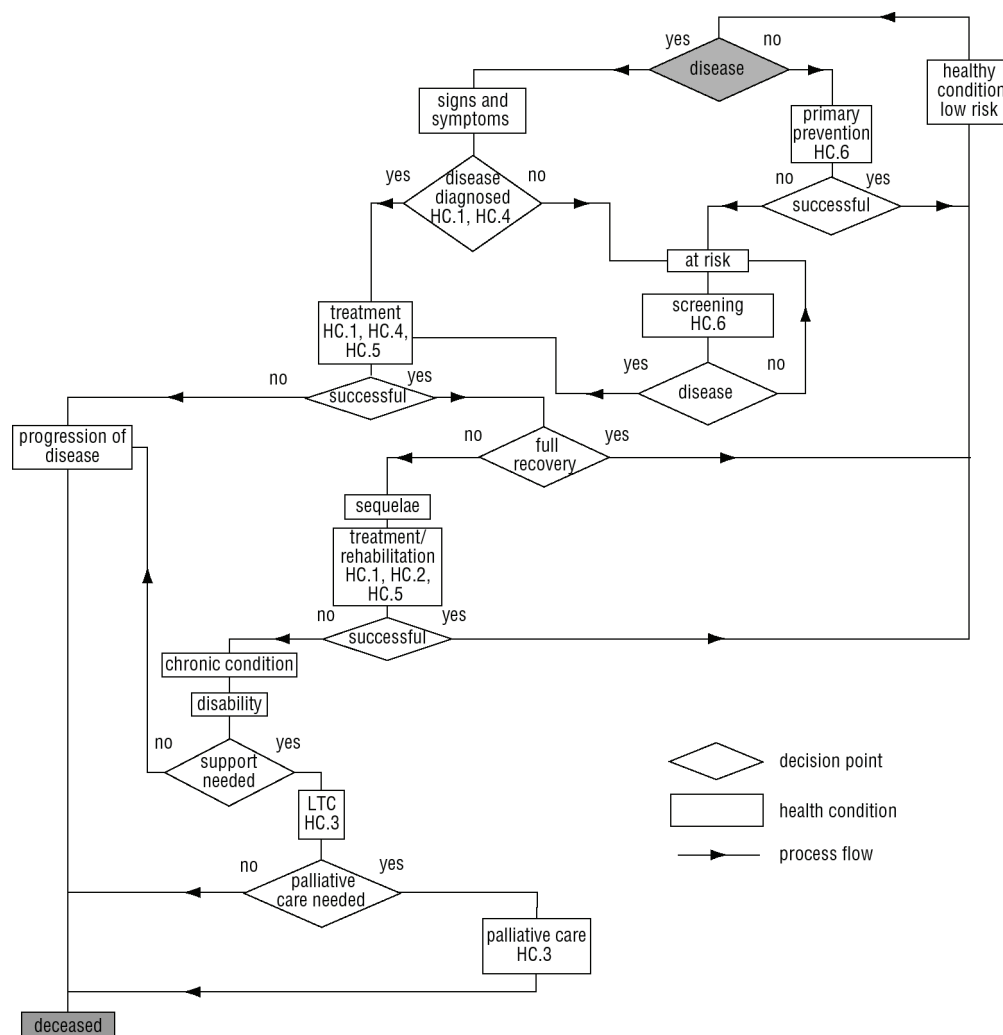 yes
no
disease
healthy
condition
low risk
signs and
symptoms
primary
prevention
HC.6
yes
disease
diagnosed
HC.1, HC.4
no
no
yes
successful
at risk
treatment
HC.1, HC.4,
HC.5
screening
HC.6
no
yes
successful
yes
no
disease
progression of
disease
no
full
recovery
yes
sequelae
treatment/
rehabilitation
HC.1, HC.2,
HC.5
no
yes
successful
chronic condition
disability
no
yes
support
needed
decision point
LTC
HC.3
health condition
process flow
no
yes
palliative
care needed
palliative care
HC.3
deceased